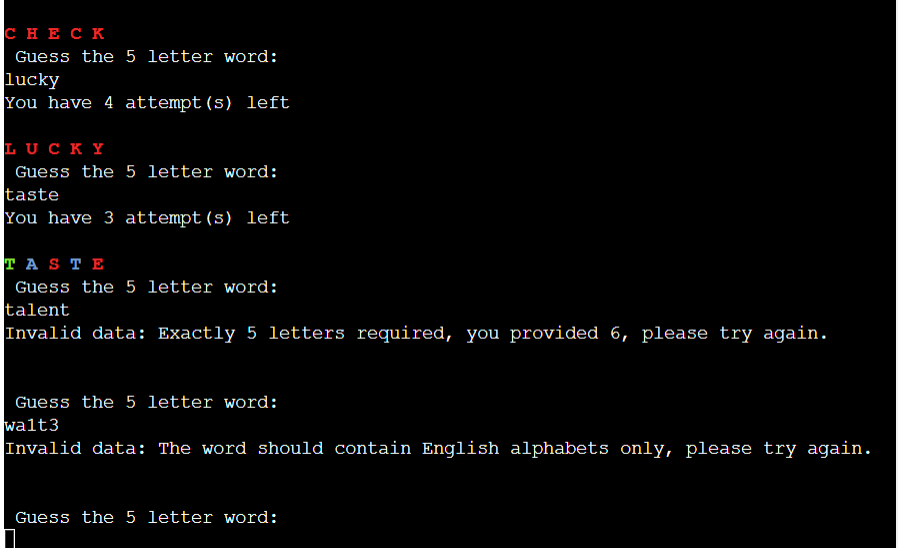 C H E C K
Guess the 5 letter word:
lucky
You have 4 attempt(s) left
L U C K Y
Guess the 5 letter word:
taste
You have 3 attempt(s) left
T A S T E
Guess the 5 letter word:
talent
Invalid data: Exactly 5 letters required, you provided 6, please try again.
Guess the 5 letter word:
wa1t3
Invalid data: The word should contain English alphabets only, please try again.
Guess the 5 letter word: